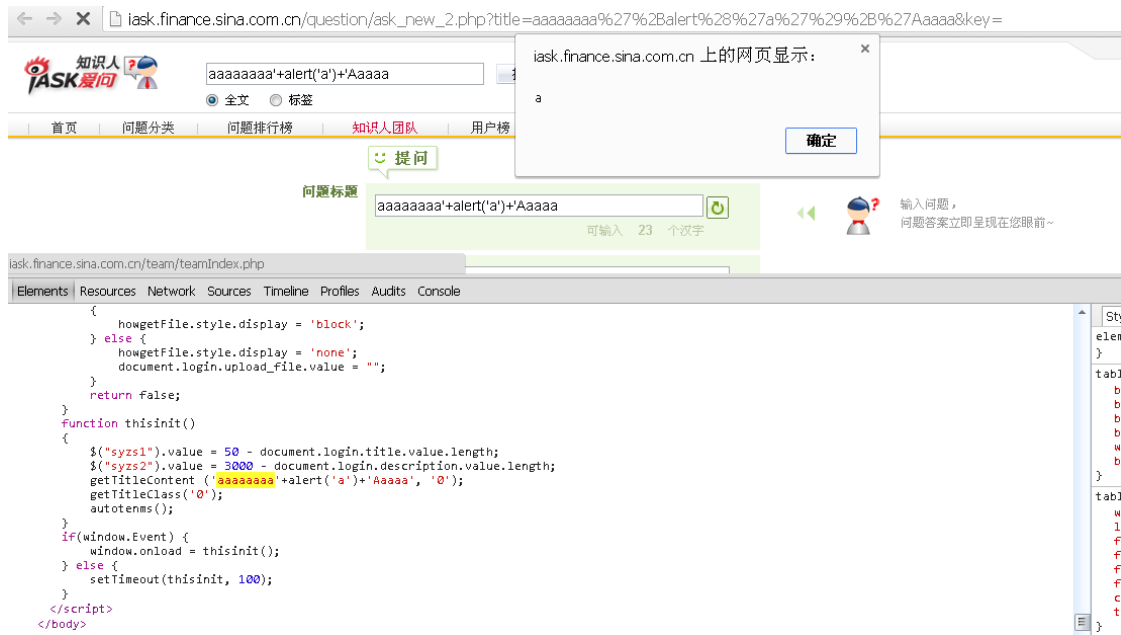 iask.finance.sina.com.cn/question/ask_new_2.php?title=aaaaaaaa%27%2Balert%28%27a%27%29%2B%27Aaaaa&key=
iask.finance.sina.com.cn 上的网页显示：
×
a
确定
知识人
iASK爱问
aaaaaaaa'+alert('a')+'Aaaaa
全文 标签
首页 问题分类 问题排行榜 知识人团队 用户榜
提问
问题标题
aaaaaaaa'+alert('a')+'Aaaaa
可输入 23 个汉字
输入问题，
问题答案立即呈现在您眼前~
iask.finance.sina.com.cn/team/teamIndex.php
Elements Resources Network Sources Timeline Profiles Audits Console
{
howgetFile.style.display = 'block';
} else {
howgetFile.style.display = 'none';
document.login.upload_file.value = "";
}
return false;
}
function thisinit()
{
$("syzs1").value = 50 - document.login.title.value.length;
$("syzs2").value = 3000 - document.login.description.value.length;
getTitleContent ('aaaaaaaa'+alert('a')+'Aaaaa', '0');
getTitleClass('0');
autotenms();
}
if(window.Event) {
window.onload = thisinit();
} else {
setTimeout(thisinit, 100);
}
</script>
</body>
Sty
elem
}
tabl
b
b
b
b
w
b
}
tabl
w
l
f
f
f
f
c
t
}